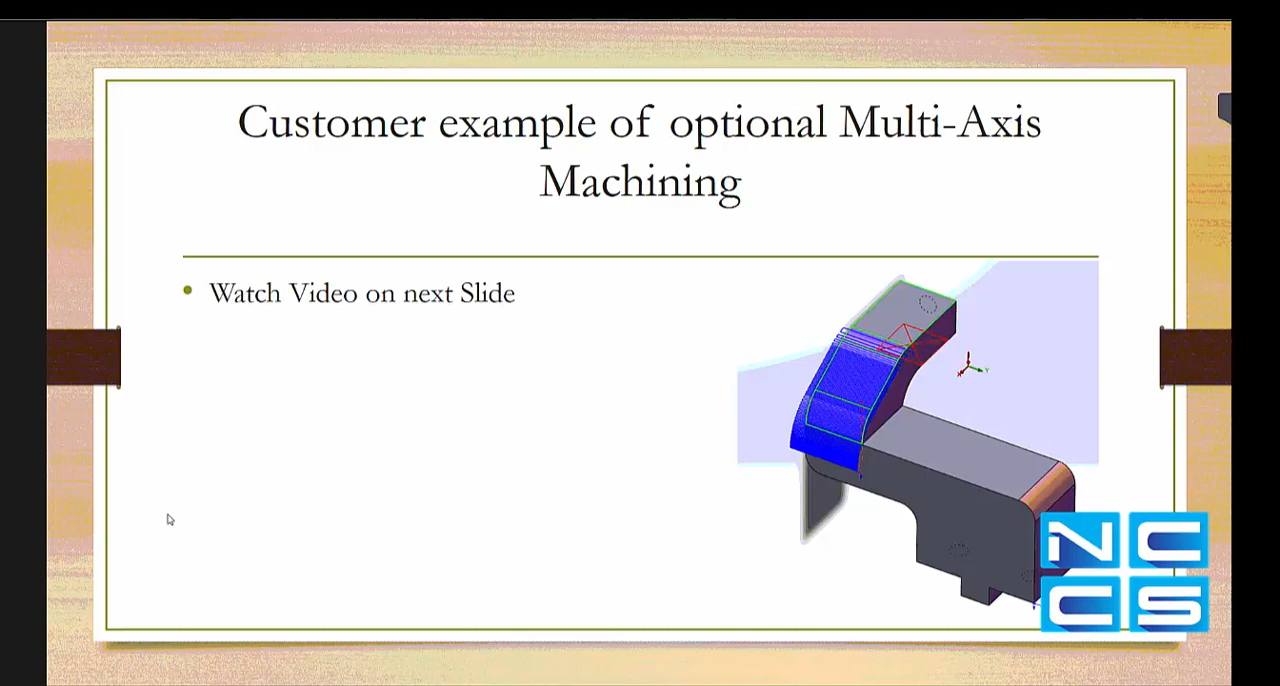 Customer example of optional Multi-Axis
Machining
Watch Video on next Slide
NC
CS